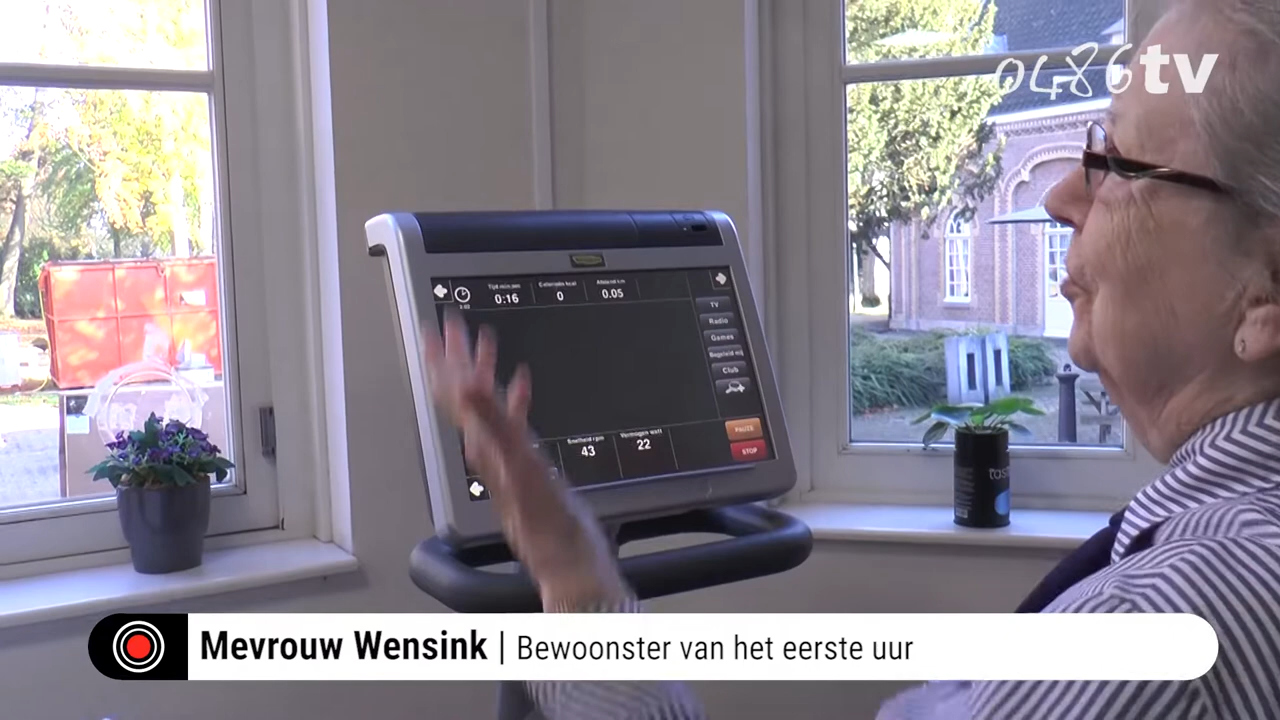 0486tv
Tijd min:sec
Calorieën kcal
Afstand km
0:16
0
0.05
TV
Radio
Games
Begeleid mij
Club
Snelheid rpm
Vermogen watt
43
22
PAUZE
STOP
Mevrouw Wensink | Bewoonster van het eerste uur